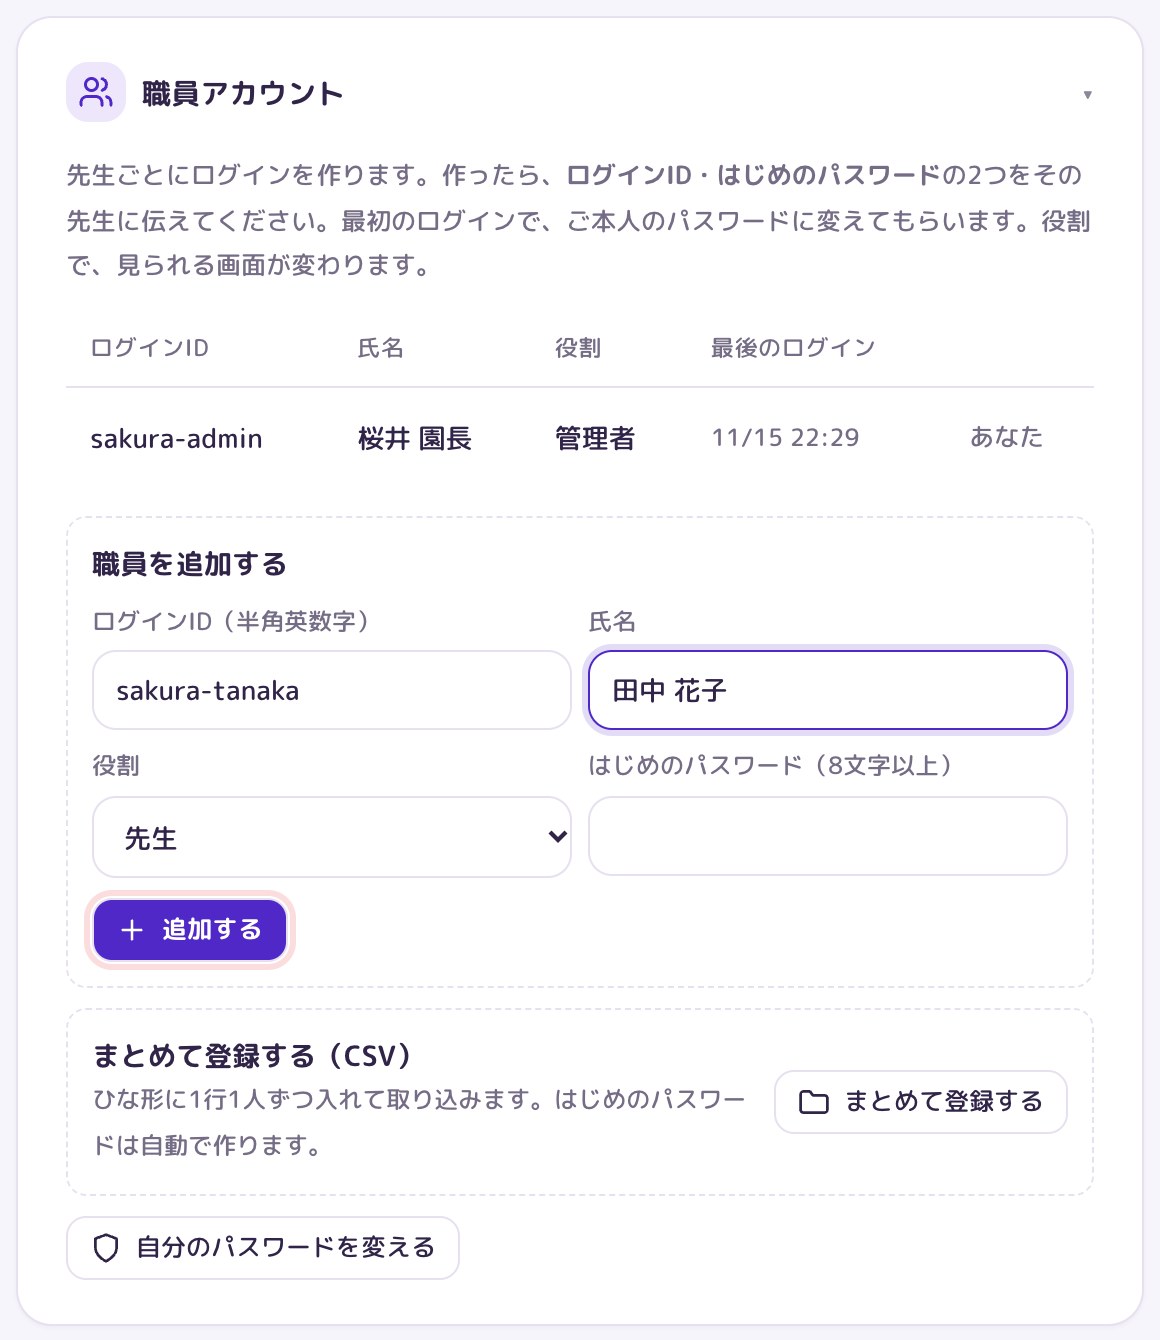 職員アカウント
先生ごとにログインを作ります。作ったら、ログインID・はじめのパスワードの2つをその
先生に伝えてください。最初のログインで、ご本人のパスワードに変えてもらいます。役割
で、見られる画面が変わります。
ログインID 氏名 役割 最後のログイン
sakura-admin 桜井 園長 管理者 11/15 22:29 あなた
職員を追加する
ログインID（半角英数字） 氏名
sakura-tanaka 田中 花子
役割 はじめのパスワード（8文字以上）
先生
追加する
まとめて登録する（CSV）
ひな形に1行1人ずつ入れて取り込みます。はじめのパスワー
ドは自動で作ります。
まとめて登録する
自分のパスワードを変える